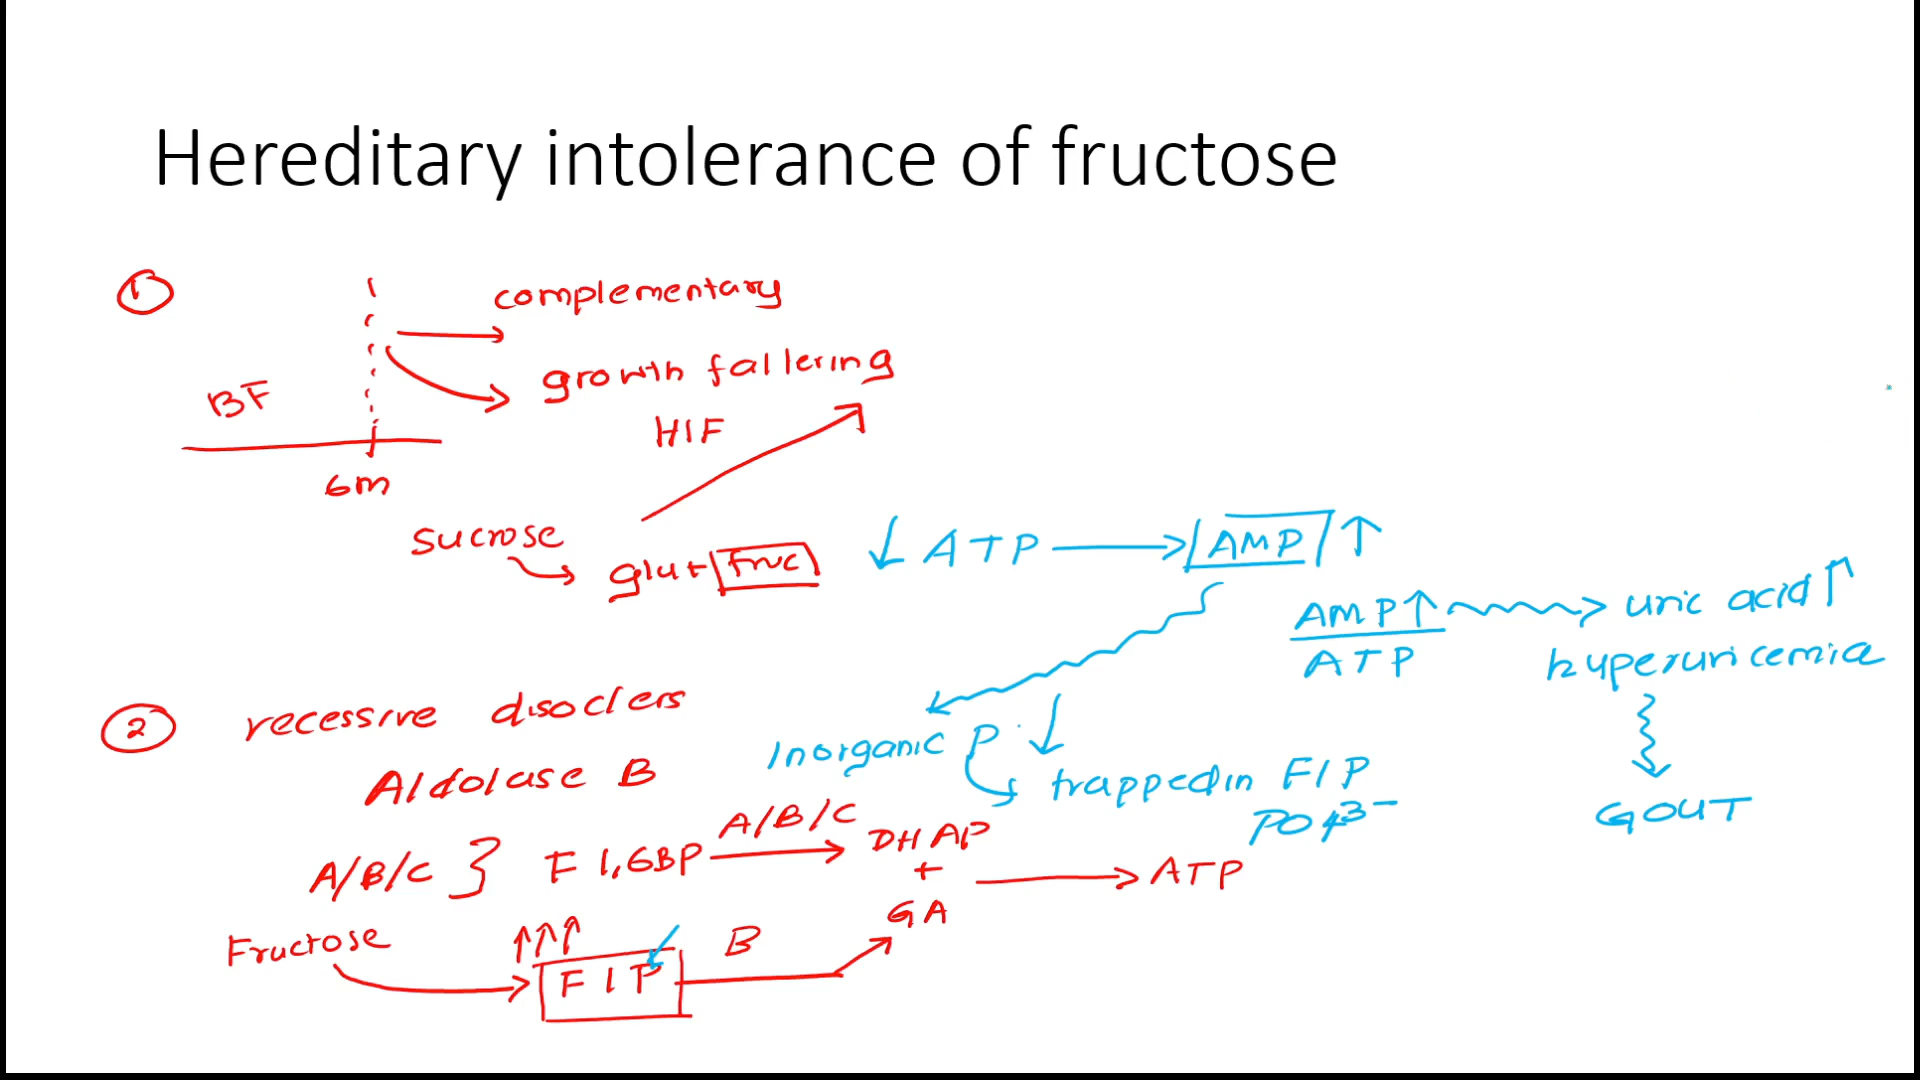 Hereditary intolerance of fructose
① complementary
growth faltering
BF
HIF
6m
sucrose
glu + fruc
↓ ATP → AMP ↑
AMP↑ → uric acid ↑
ATP
hyperuricemia
② recessive disoders
Inorganic P ↓
Aldolase B
trapped in F1P
PO4 3-
GOUT
A/B/C } F 1,6BP
A/B/C
DHAP
+
GA
→ ATP
Fructose
↑↑↑
F1P
B